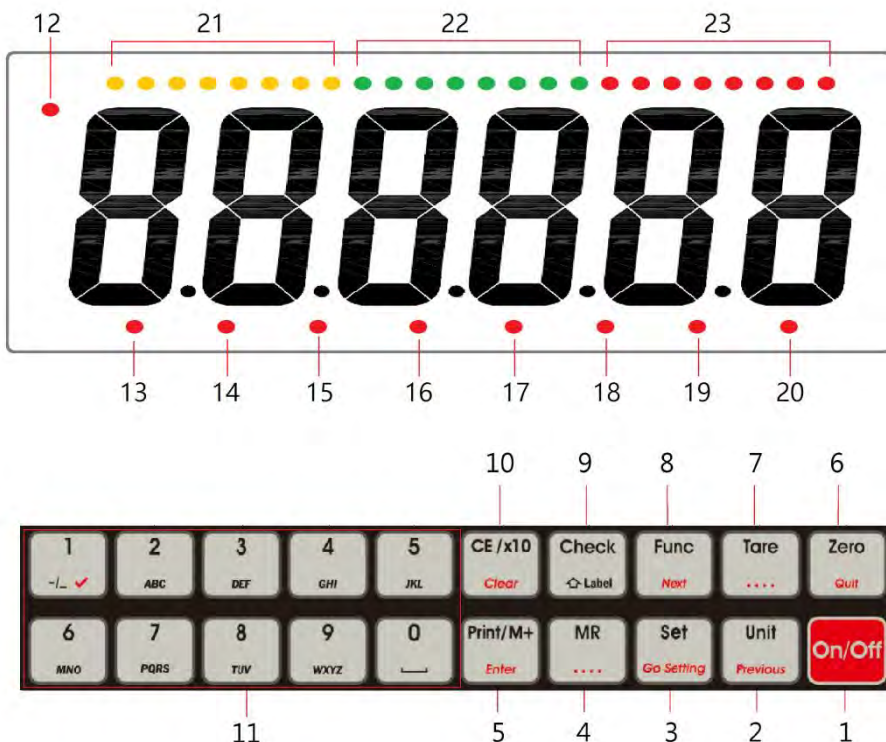 21 22 23
12
13 14 15 16 17 18 19 20
10 9 8 7 6
1 2 3 4 5 CE /x10 Check Func Tare Zero
-/_ ✓ ABC DEF GHI JKL Clear ⇧ Label Next .... Quit
6 7 8 9 0 Print/M+ MR Set Unit On/Off
MNO PQRS TUV WXYZ Enter .... Go Setting Previous
11 5 4 3 2 1